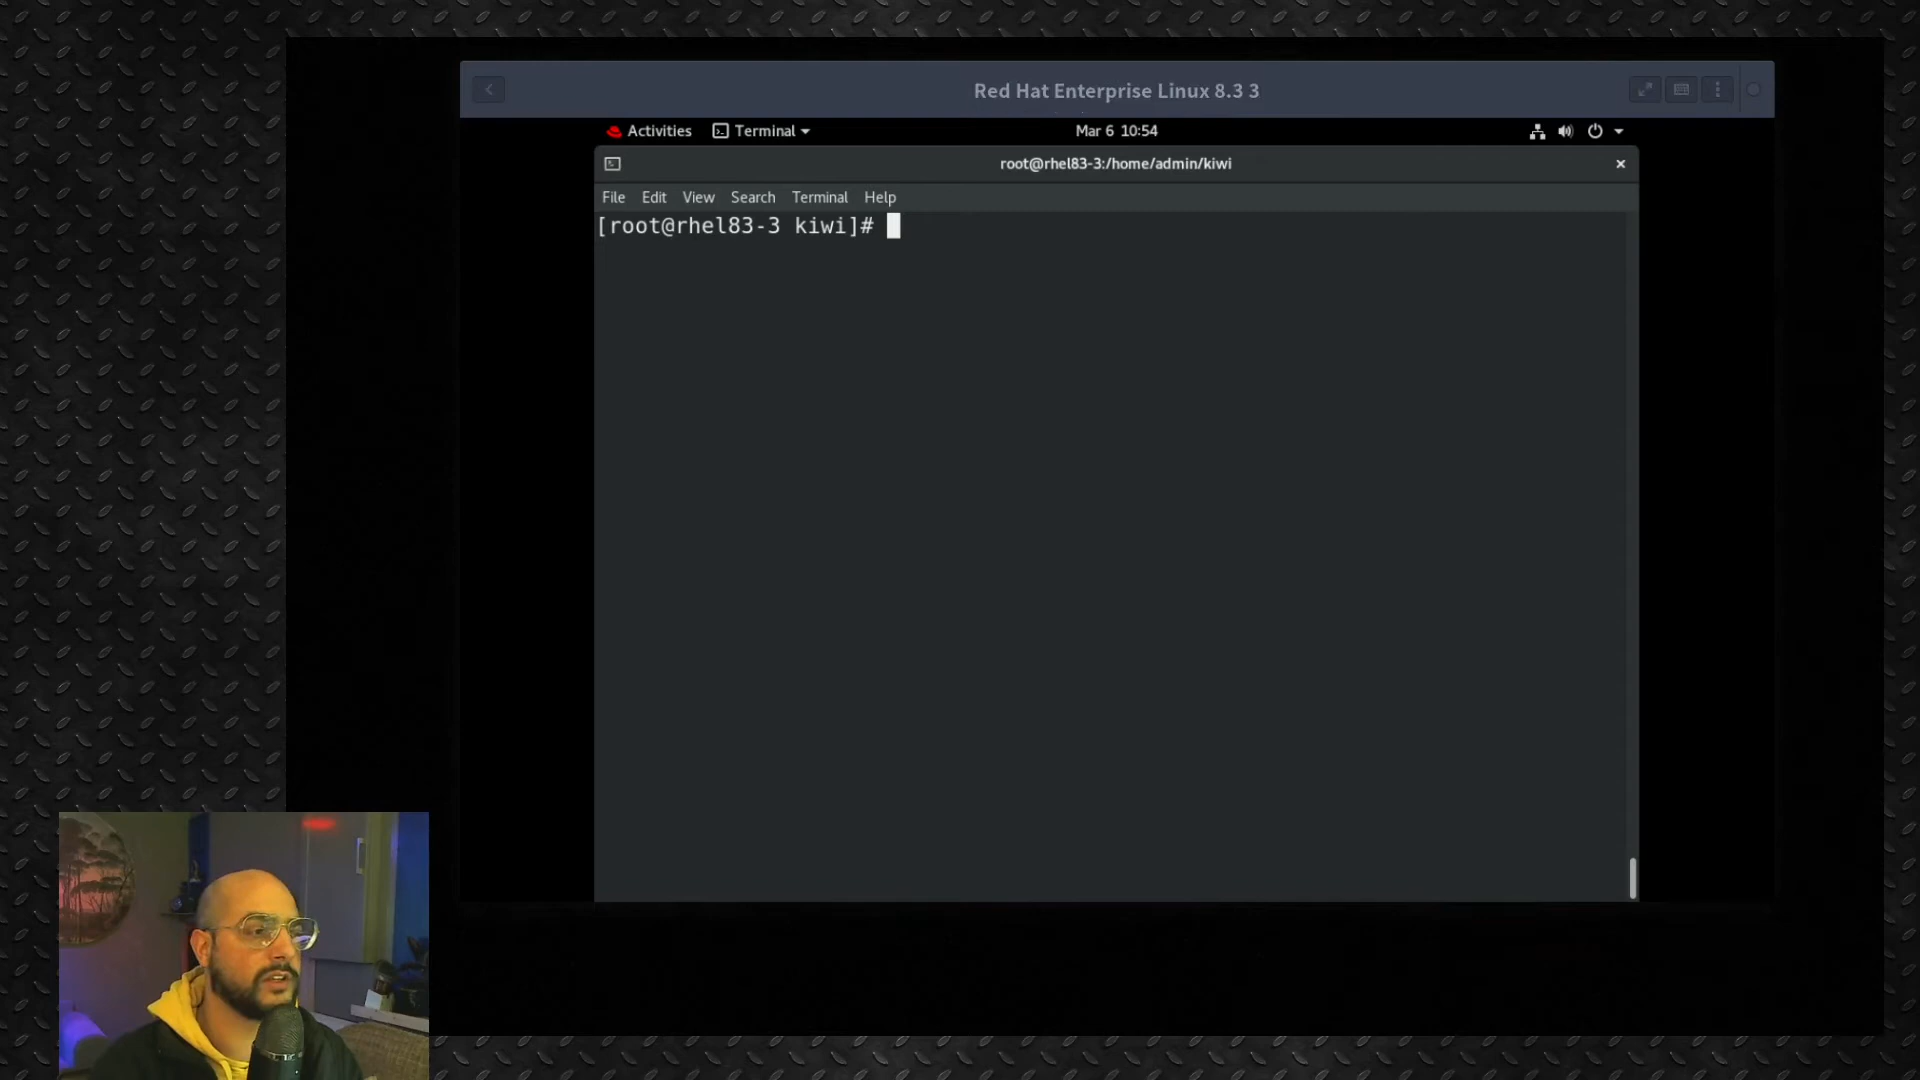 Red Hat Enterprise Linux 8.3 3
Activities Terminal Mar 6 10:54
root@rhel83-3:/home/admin/kiwi
File Edit View Search Terminal Help
[root@rhel83-3 kiwi]#